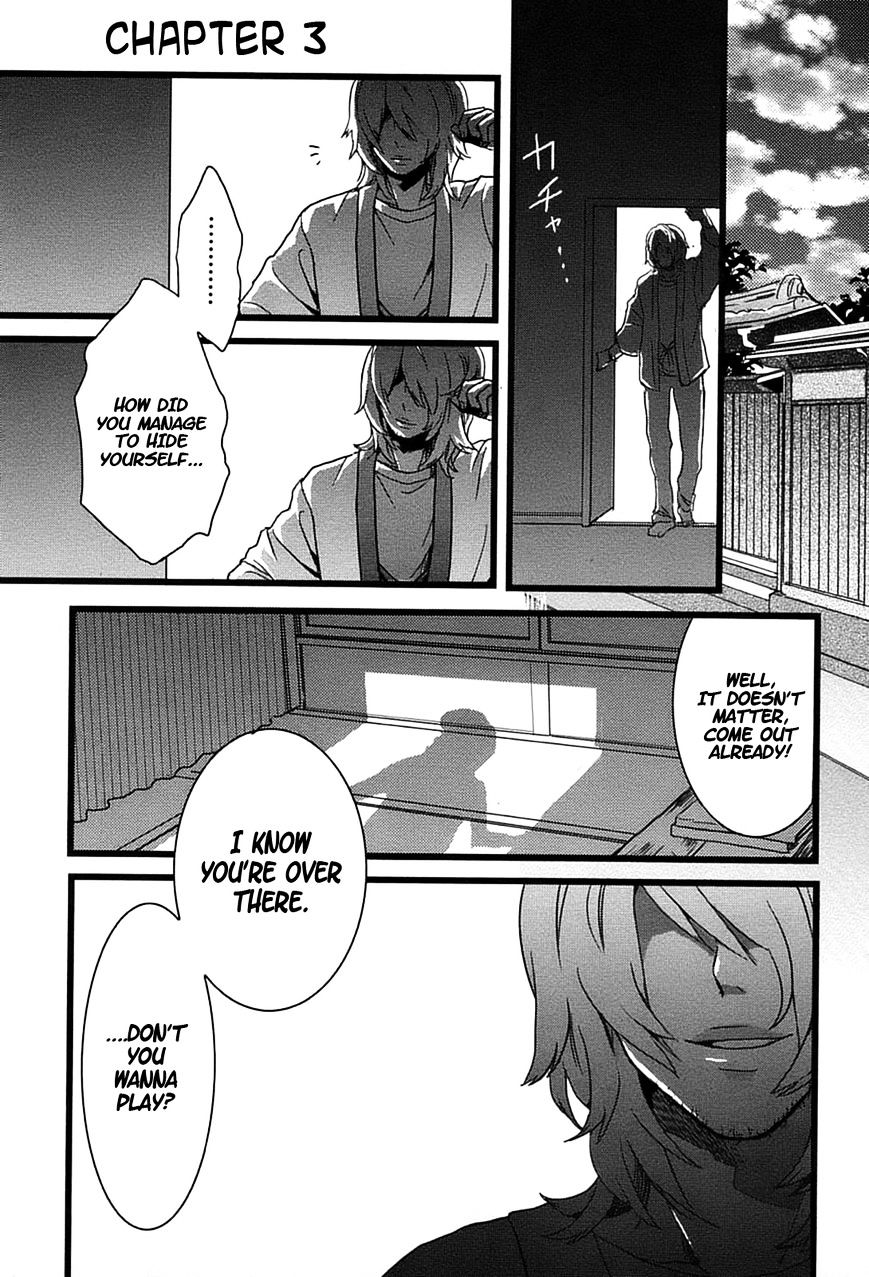 CHAPTER 3
カチャ...
........
HOW DID
YOU MANAGE
TO HIDE
YOURSELF...
WELL,
IT DOESN'T
MATTER,
COME OUT
ALREADY!
I KNOW
YOU'RE OVER
THERE.
....DON'T
YOU
WANNA
PLAY?